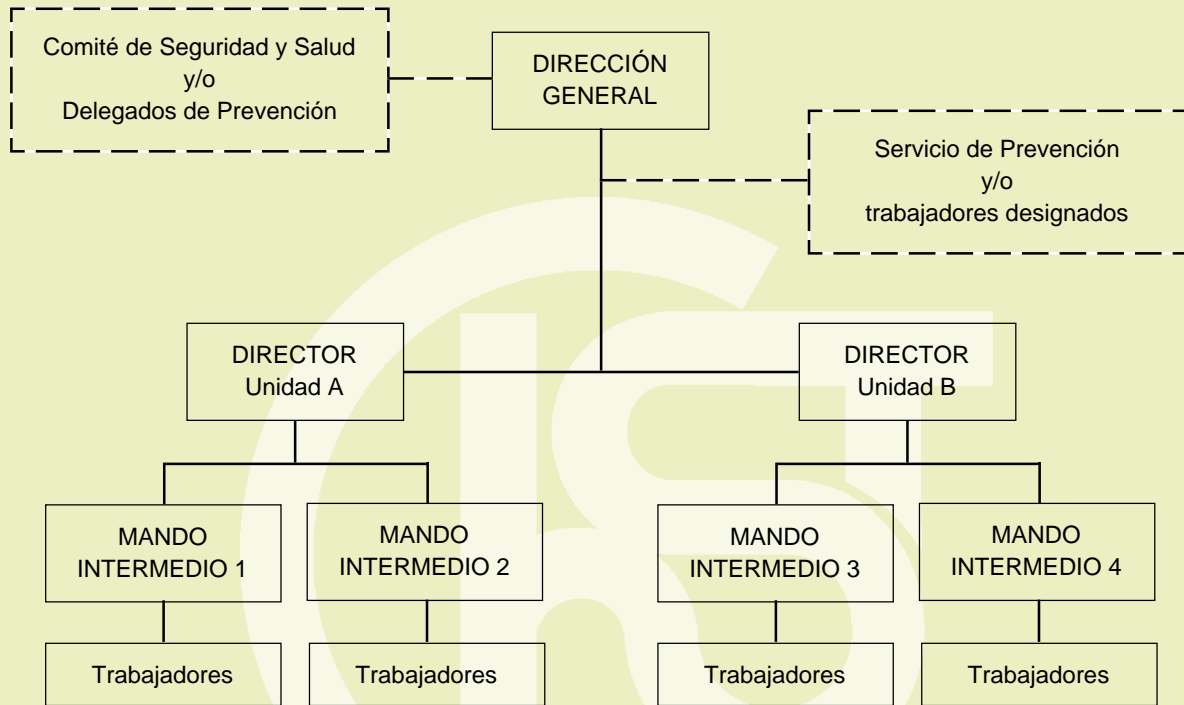 Comité de Seguridad y Salud
y/o
Delegados de Prevención
DIRECCIÓN
GENERAL
Servicio de Prevención
y/o
trabajadores designados
DIRECTOR
Unidad A
DIRECTOR
Unidad B
MANDO
INTERMEDIO 1
MANDO
INTERMEDIO 2
MANDO
INTERMEDIO 3
MANDO
INTERMEDIO 4
Trabajadores
Trabajadores
Trabajadores
Trabajadores